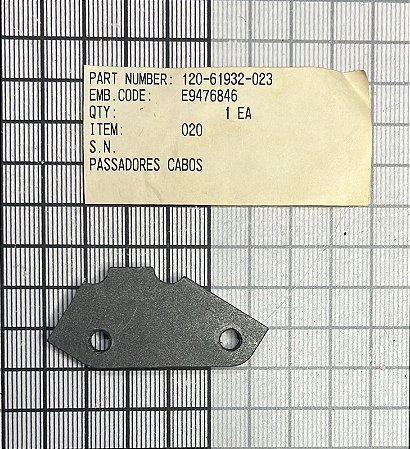 PART NUMBER: 120-61932-023
EMB.CODE: E9476846
QTY: 1 EA
ITEM: 020
S.N.
PASSADORES CABOS